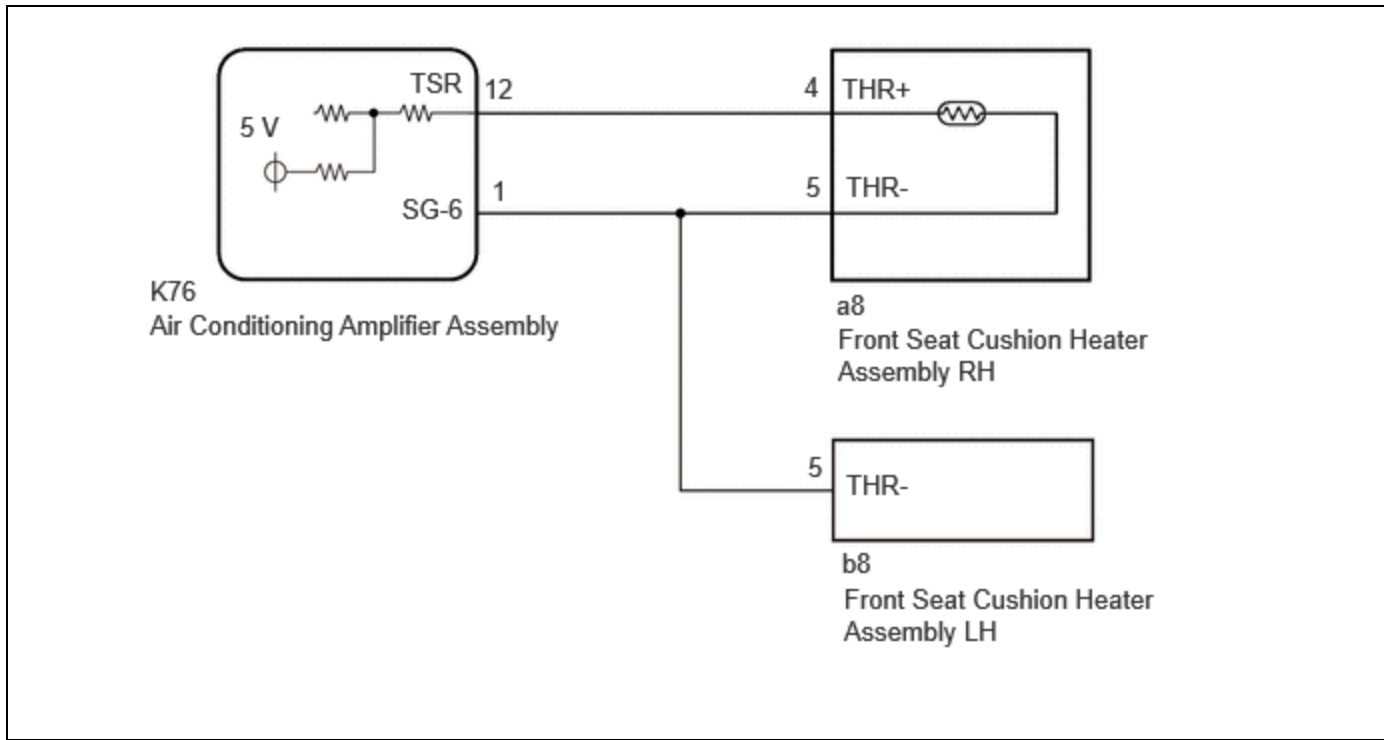 TSR
12
5 V
SG-6
1
K76
Air Conditioning Amplifier Assembly
4
THR+
5
THR-
a8
Front Seat Cushion Heater
Assembly RH
5
THR-
b8
Front Seat Cushion Heater
Assembly LH